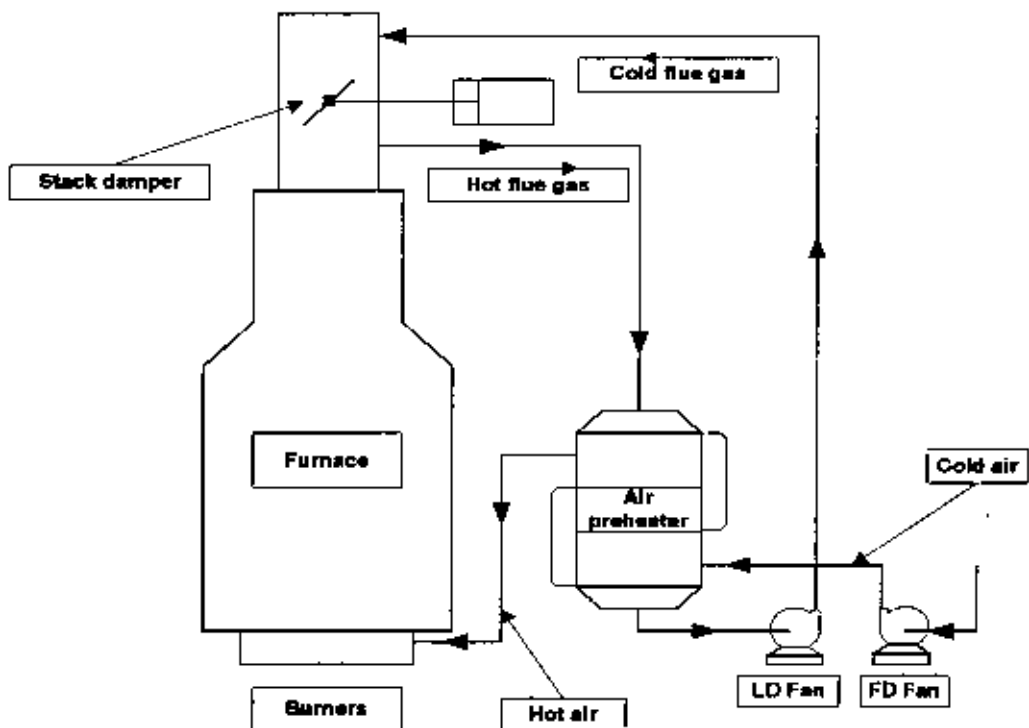 Cold flue gas
Stack damper
Hot flue gas
Furnace
Cold air
Air
preheater
I.D Fan
FD Fan
Burners
Hot air